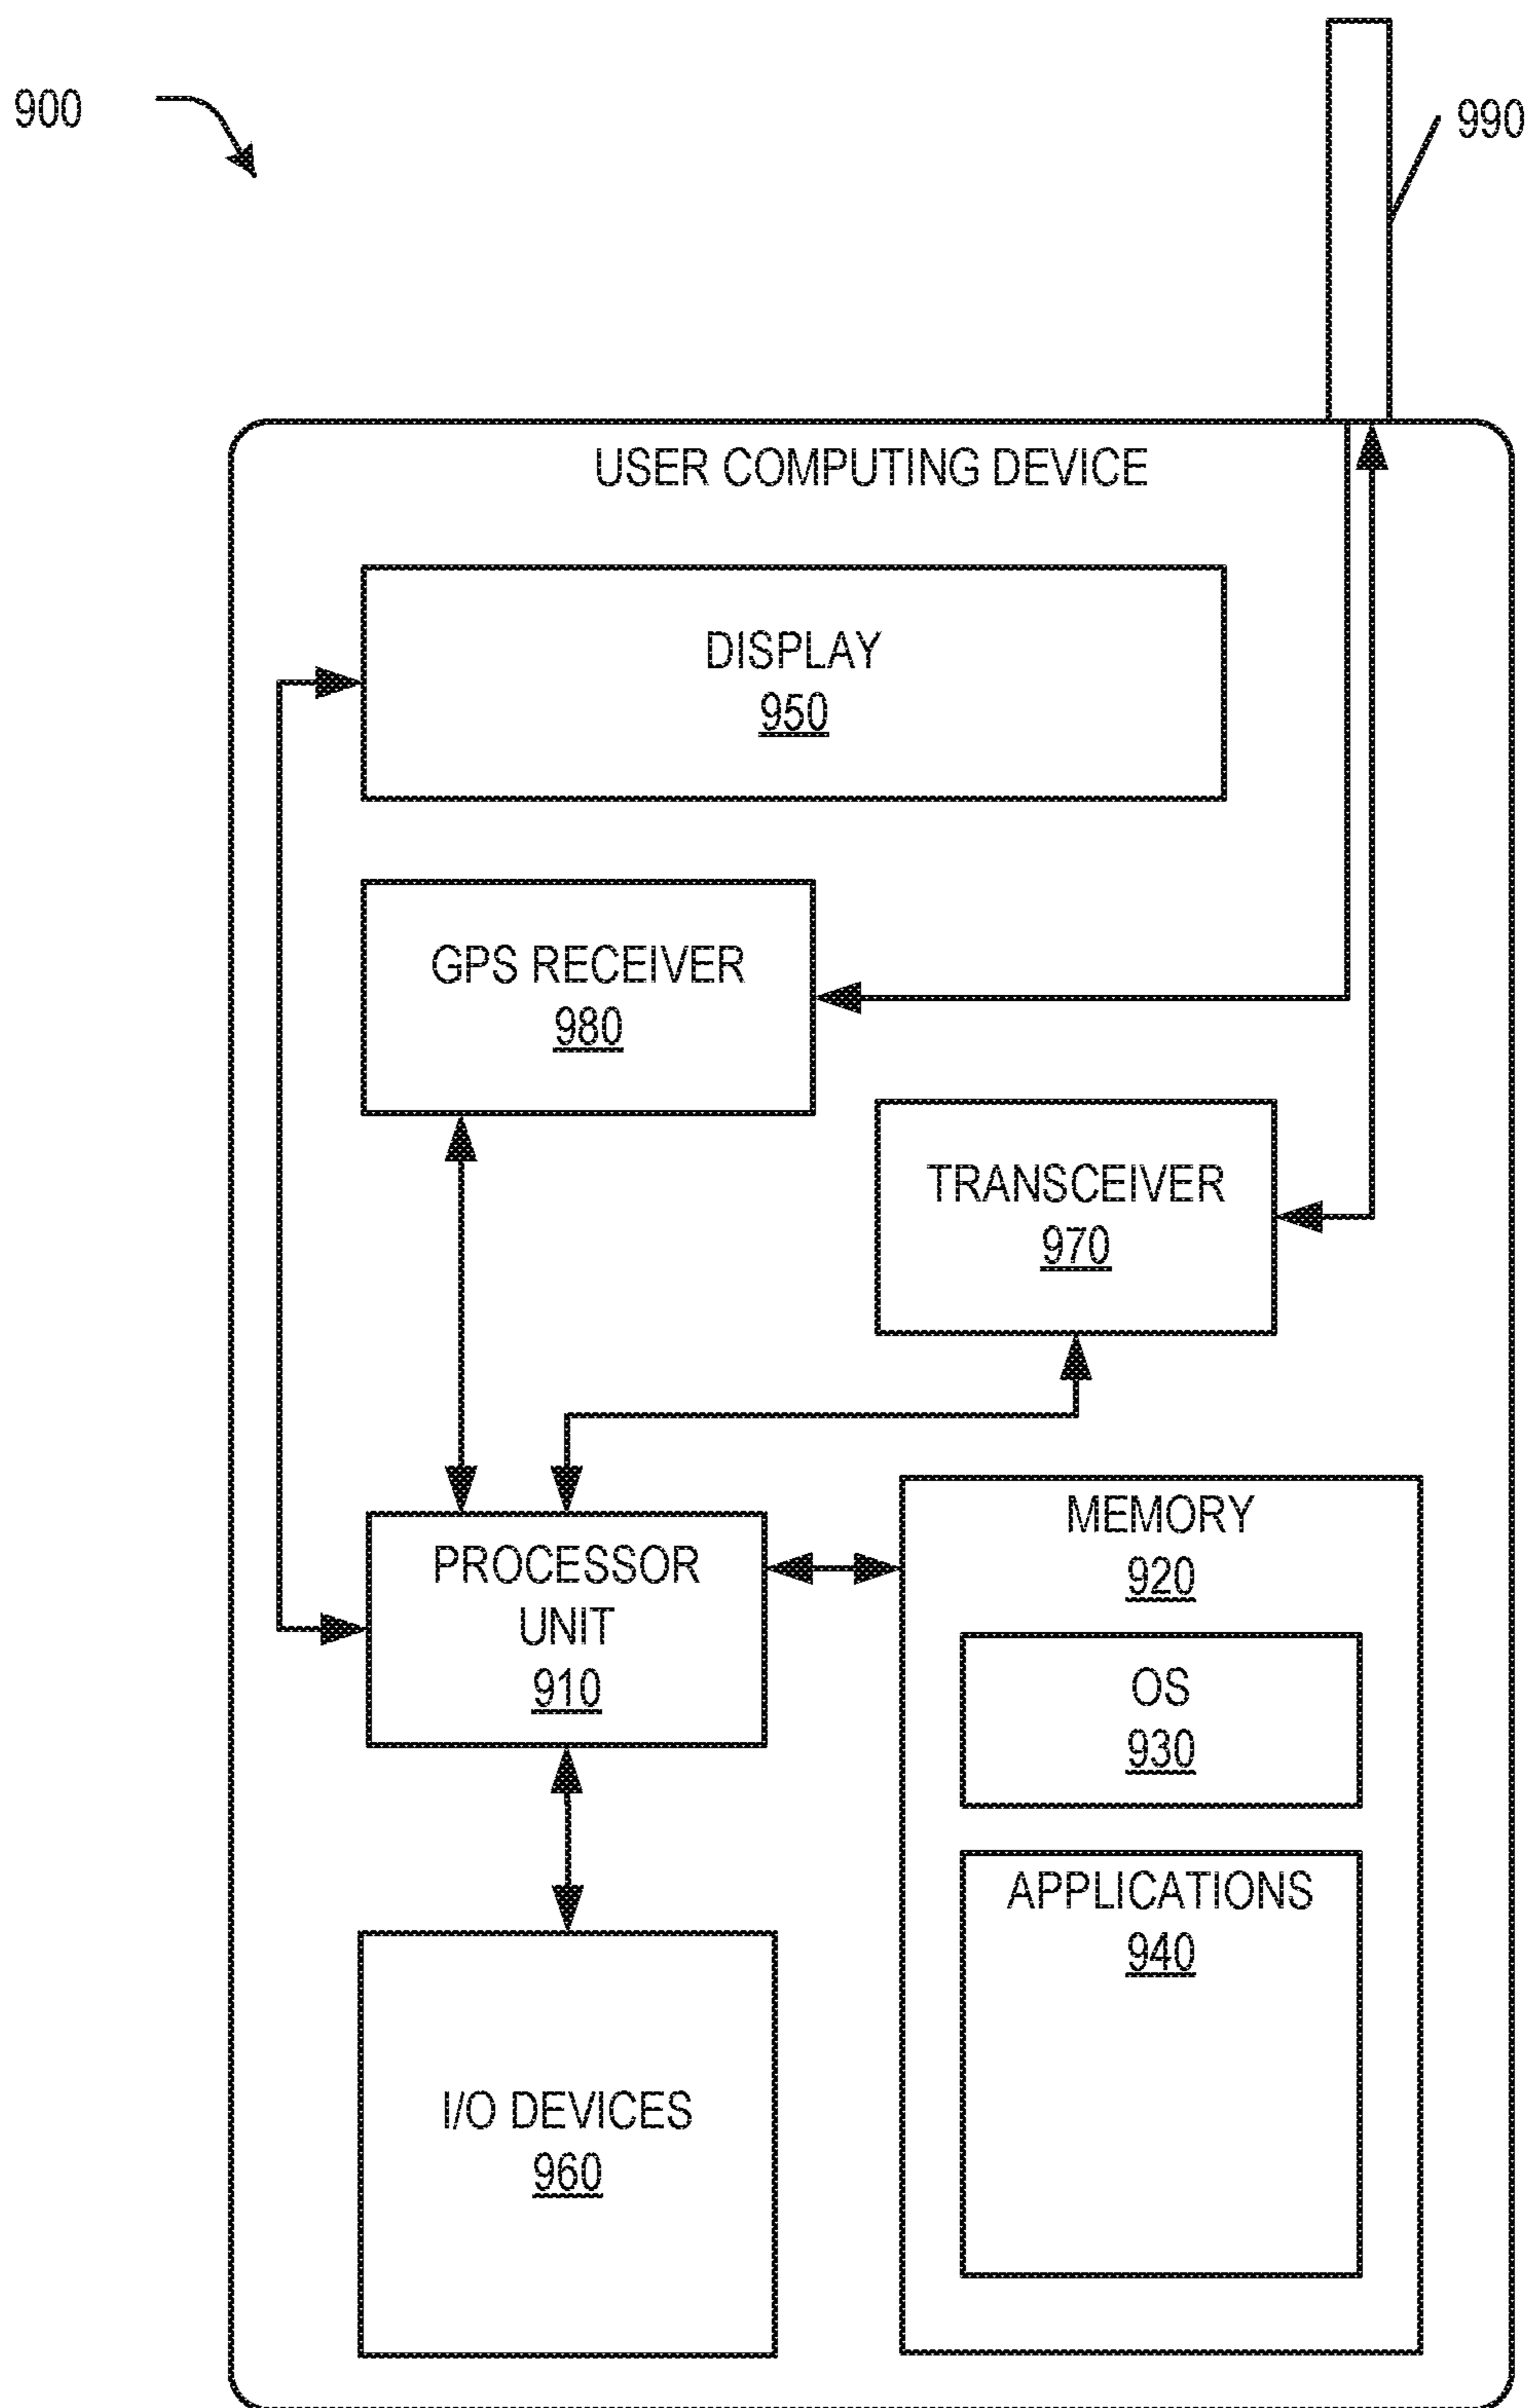 900
990
USER COMPUTING DEVICE
DISPLAY
950
GPS RECEIVER
980
TRANSCEIVER
970
PROCESSOR
UNIT
910
MEMORY
920
OS
930
APPLICATIONS
940
I/O DEVICES
960